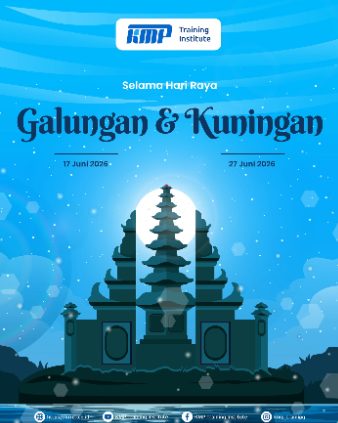 KMP Training
Institute
Selamat Hari Raya
Galungan & Kuningan
17 Juni 2026
27 Juni 2026